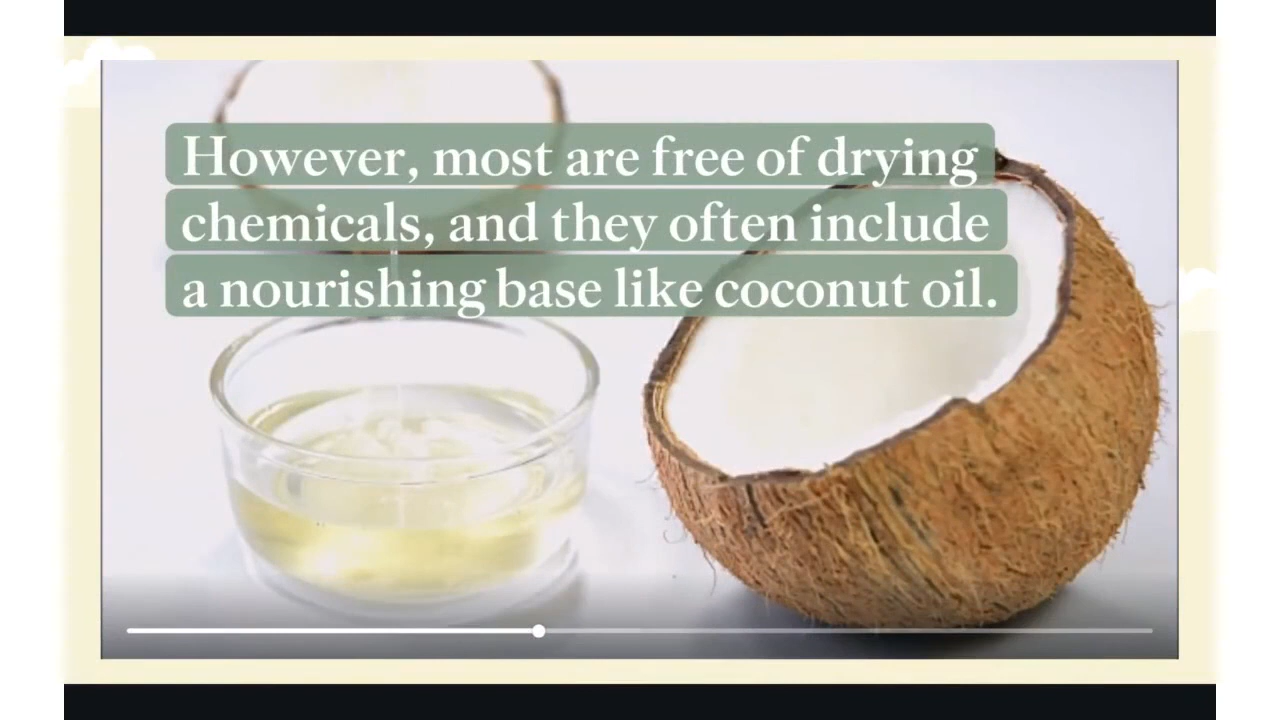 However, most are free of drying
chemicals, and they often include
a nourishing base like coconut oil.